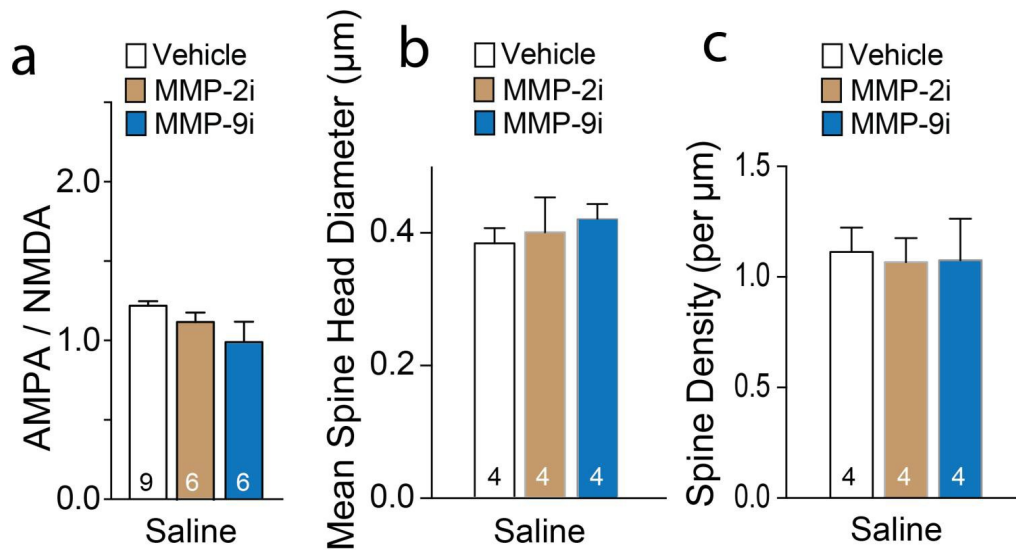 a
Vehicle
MMP-2i
MMP-9i
AMPA / NMDA
2.0
1.0
0.0
9 6 6
Saline
b
Vehicle
MMP-2i
MMP-9i
Mean Spine Head Diameter (μm)
0.4
0.2
0.0
4 4 4
Saline
c
Vehicle
MMP-2i
MMP-9i
Spine Density (per μm)
1.5
1.0
0.5
0.0
4 4 4
Saline